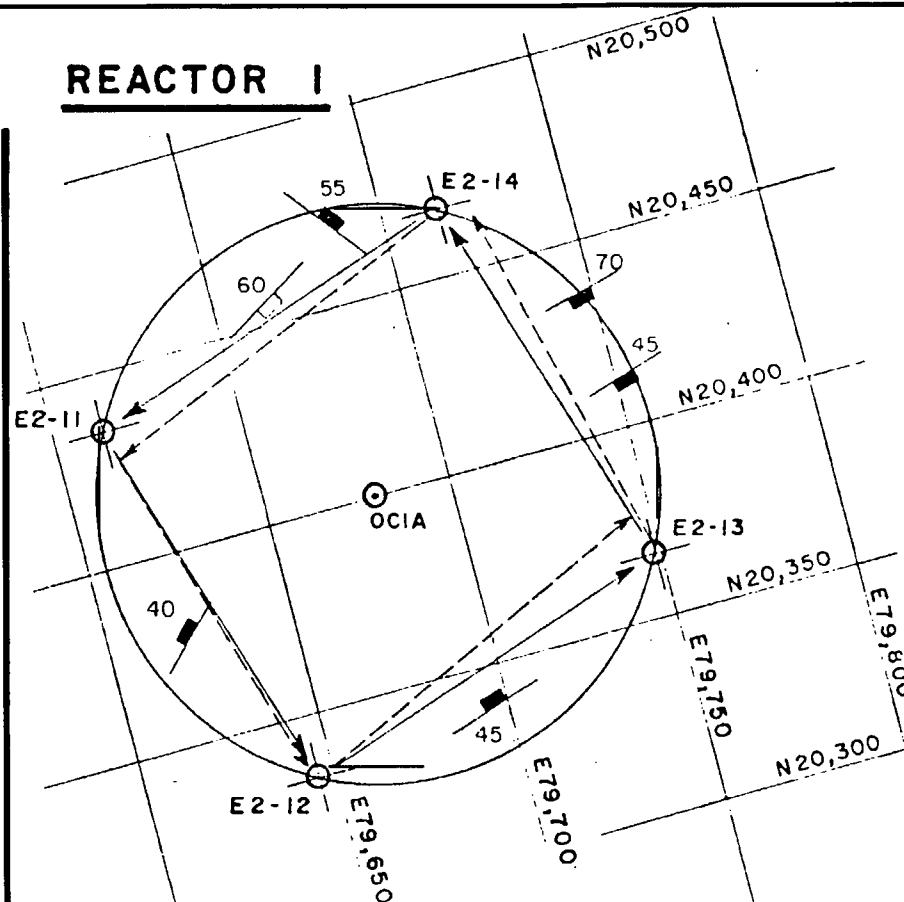 N20,500
REACTOR 1
E2-14
55
N20,450
70
60
45
N20,400
E2-11
OC1A
E2-13
N20,350
40
E79,800
E79,750
45
N20,300
E2-12
E79,700
E79,650